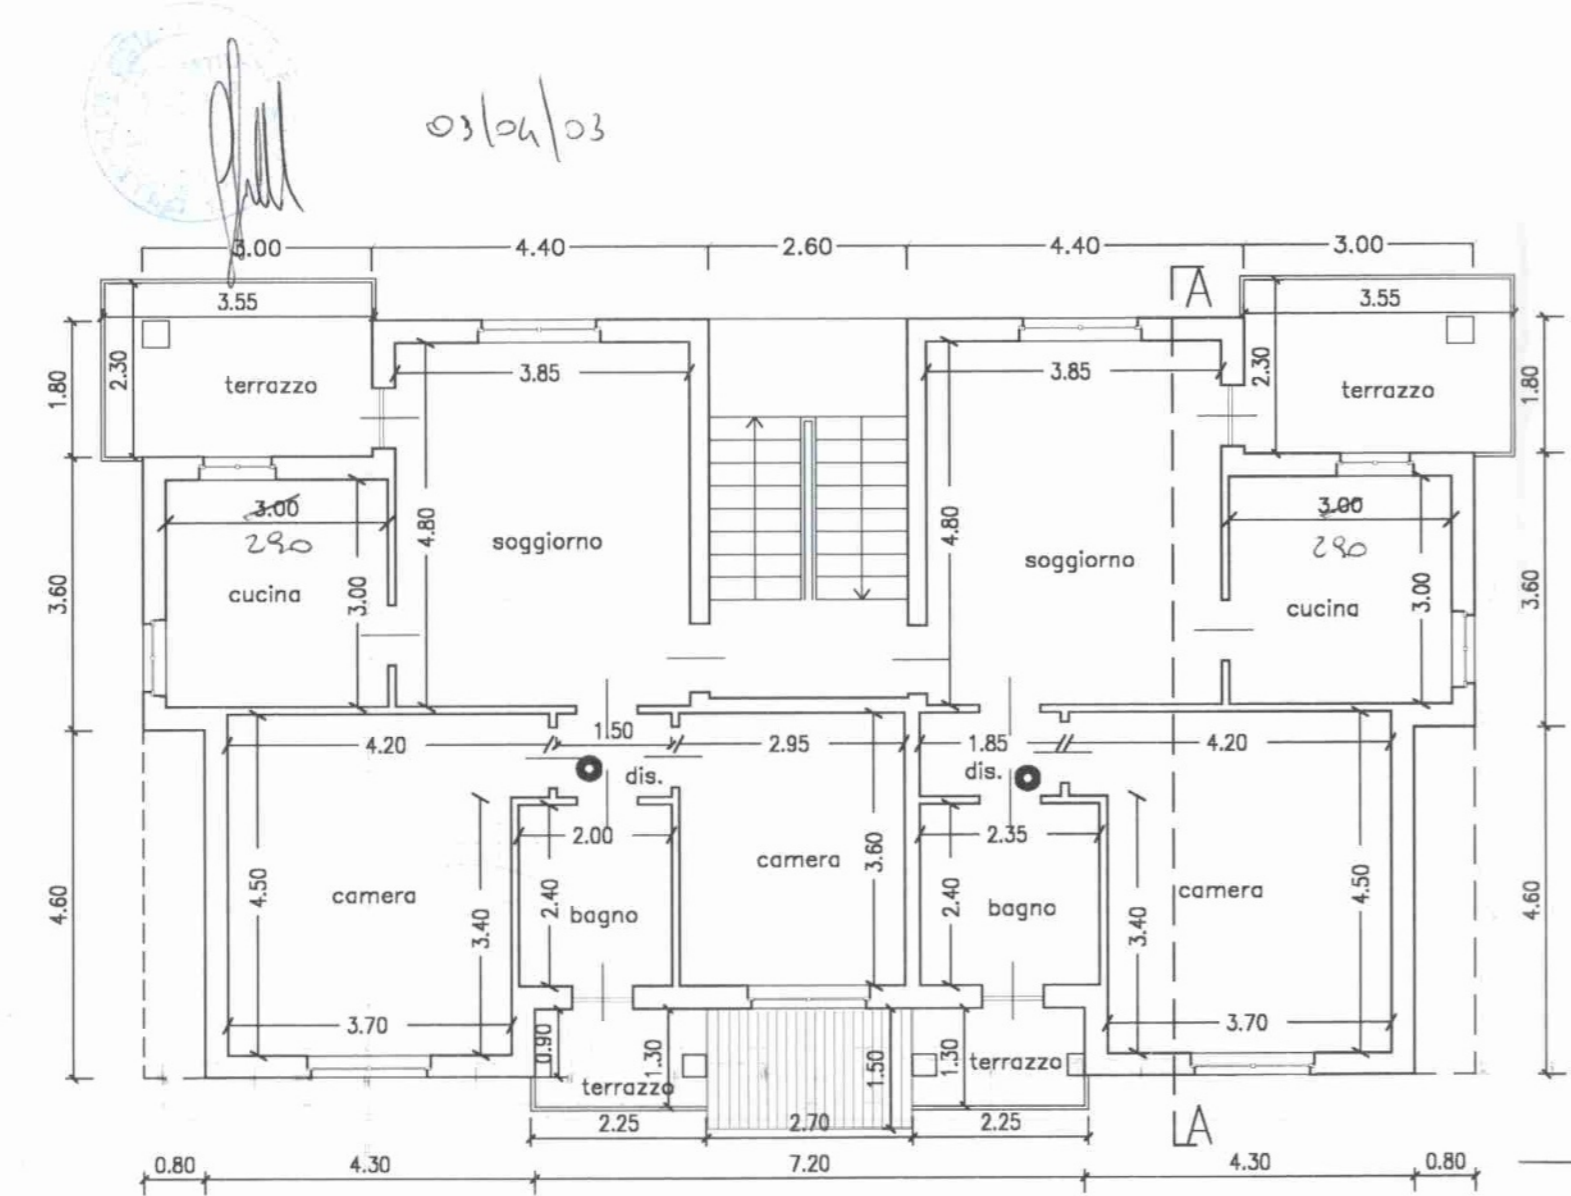 03/04/03
3.00 4.40 2.60 4.40 3.00
A
3.55 3.55
2.30 2.30
1.80 1.80
terrazzo terrazzo
3.85 3.85
4.80 4.80
3.00 3.00
290 290
soggiorno soggiorno
cucina cucina
3.00 3.00
3.60 3.60
4.20 1.50 2.95 1.85 4.20
dis. dis.
2.00 2.35
camera camera camera
4.50 3.40 2.40 3.60 2.40 3.40 4.50
bagno bagno
4.60 4.60
3.70 3.70
0.90 1.30 1.50 1.30
terrazzo terrazzo
2.25 2.70 2.25
A
0.80 4.30 7.20 4.30 0.80